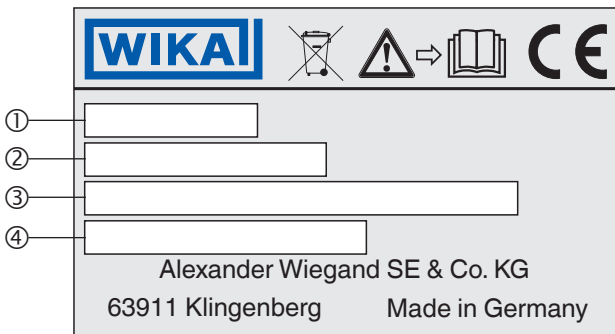 WIKA
CE
①
②
③
④
Alexander Wiegand SE & Co. KG
63911 Klingenberg Made in Germany